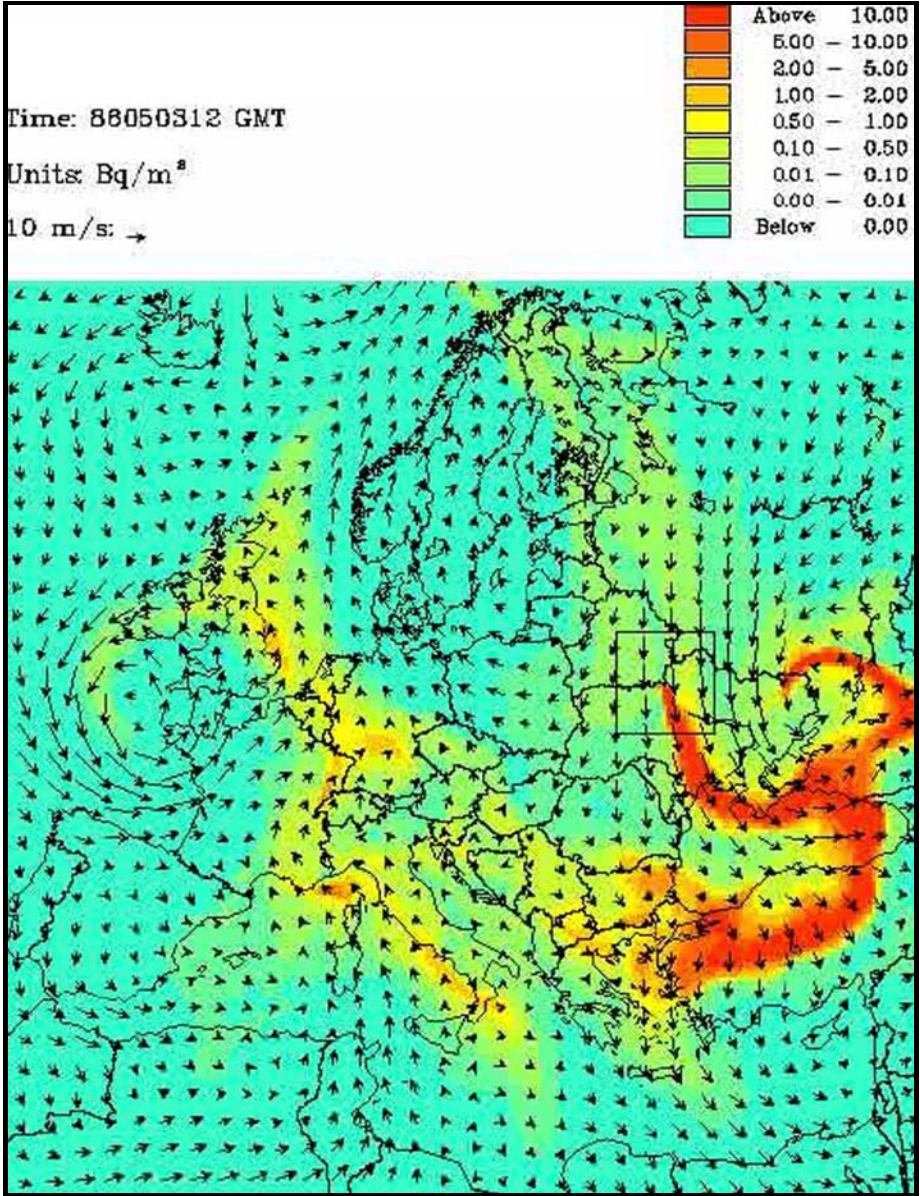 Above 10.00
5.00 – 10.00
2.00 – 5.00
1.00 – 2.00
0.50 – 1.00
0.10 – 0.50
0.01 – 0.10
0.00 – 0.01
Below 0.00
Time: 86050312 GMT
Units: Bq/m³
10 m/s: